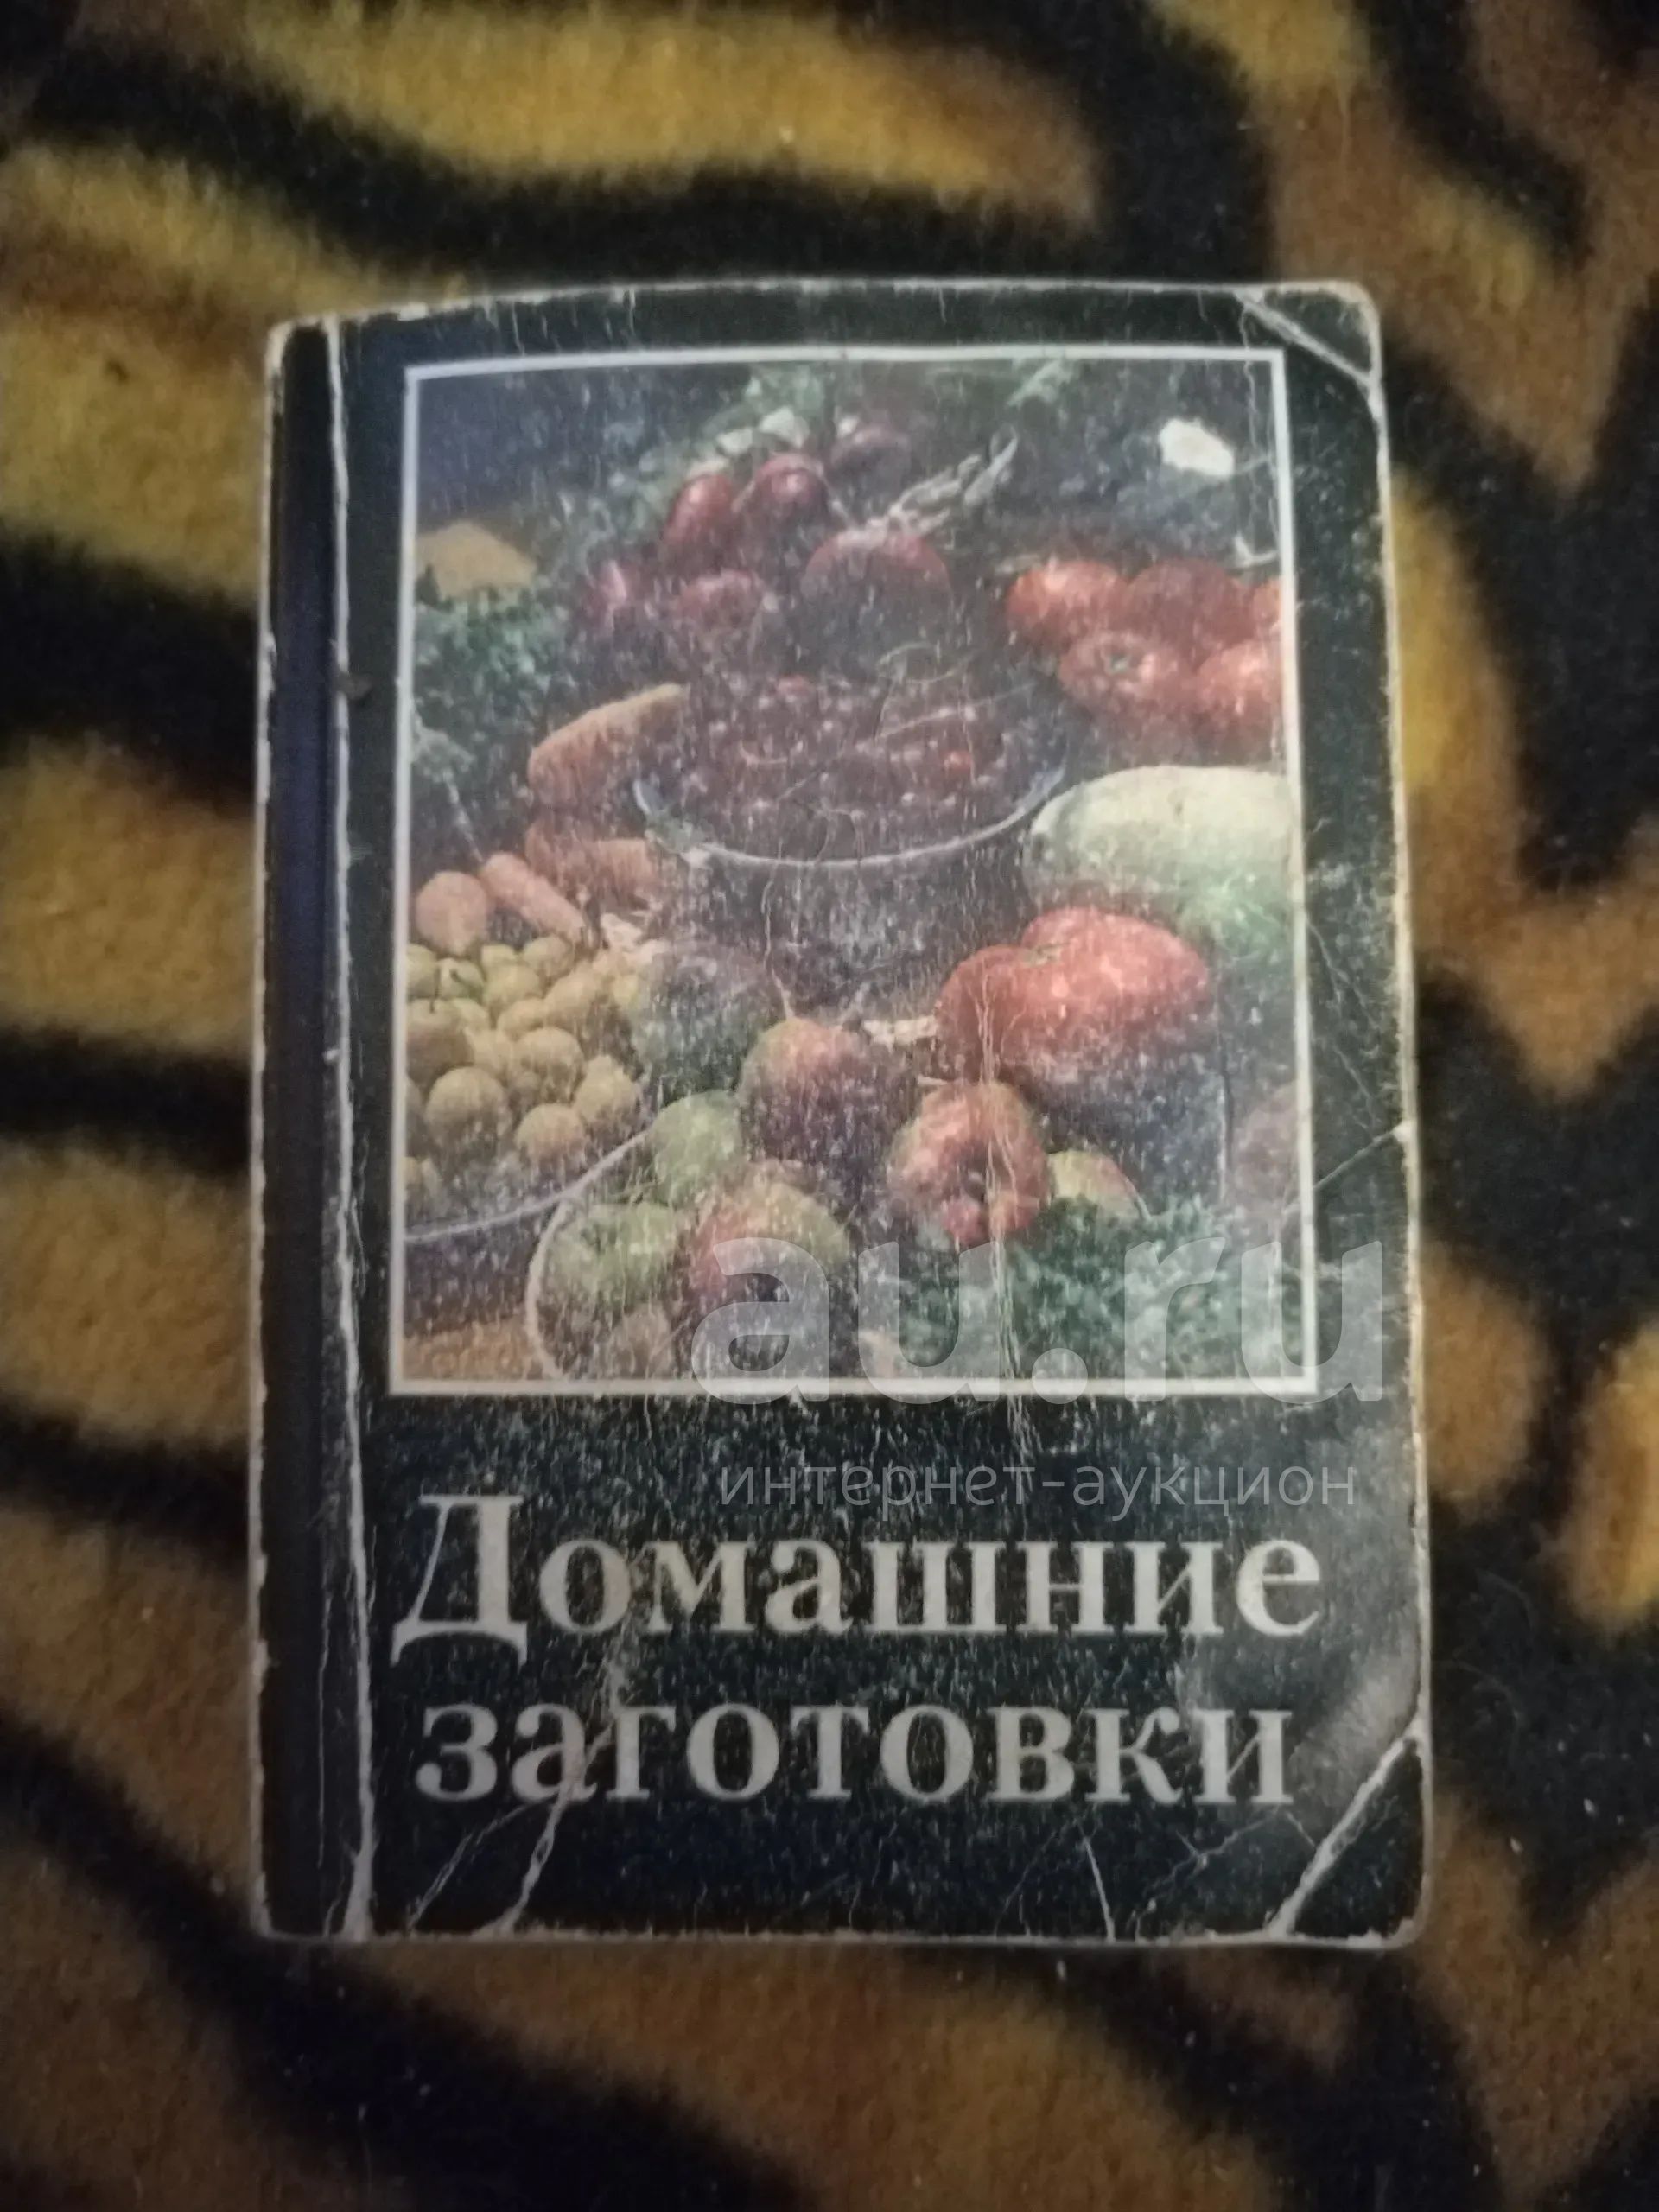 au.ru
интернет-аукцион
Домашние
заготовки